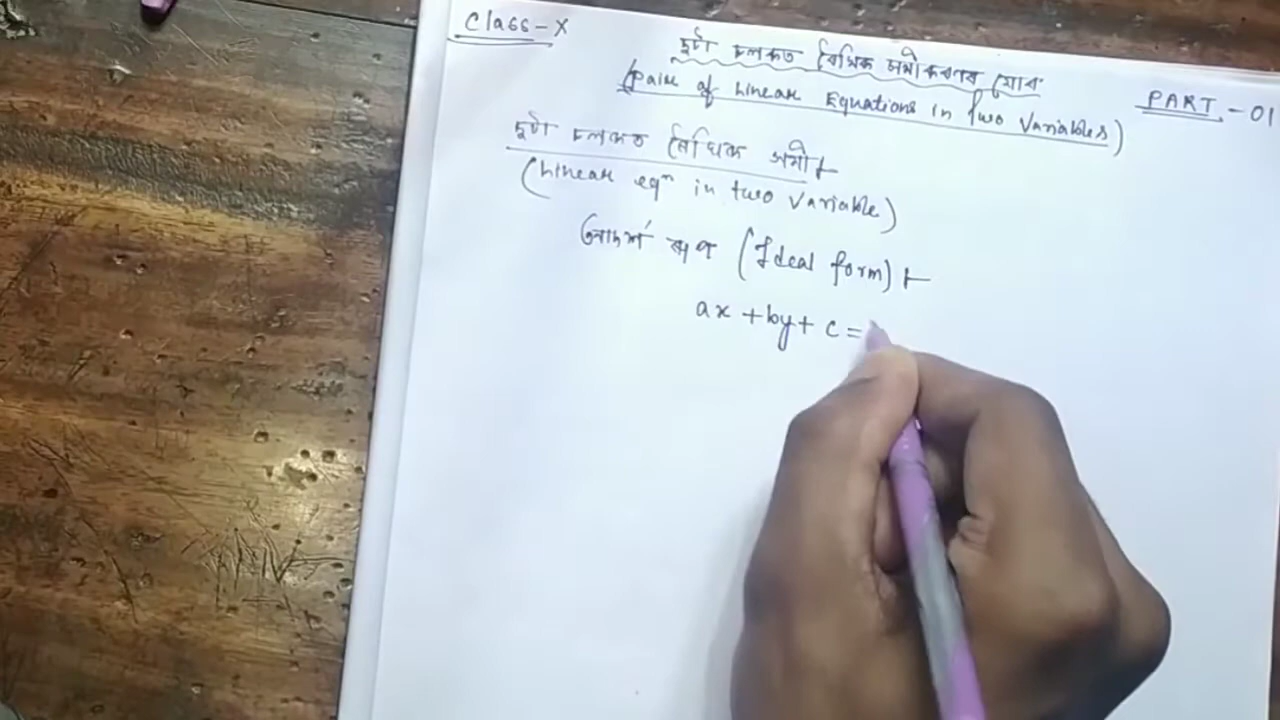 Class-X
দুটা চলকত ৰৈখিক সমীকৰণৰ যোৰ
(Pair of Linear Equations in Two Variables)
PART - 01
দুটা চলকত ৰৈখিক সমী
(Linear eqⁿ in two Variable)
আদৰ্শ ৰূপ (Ideal form)
ax + by + c =